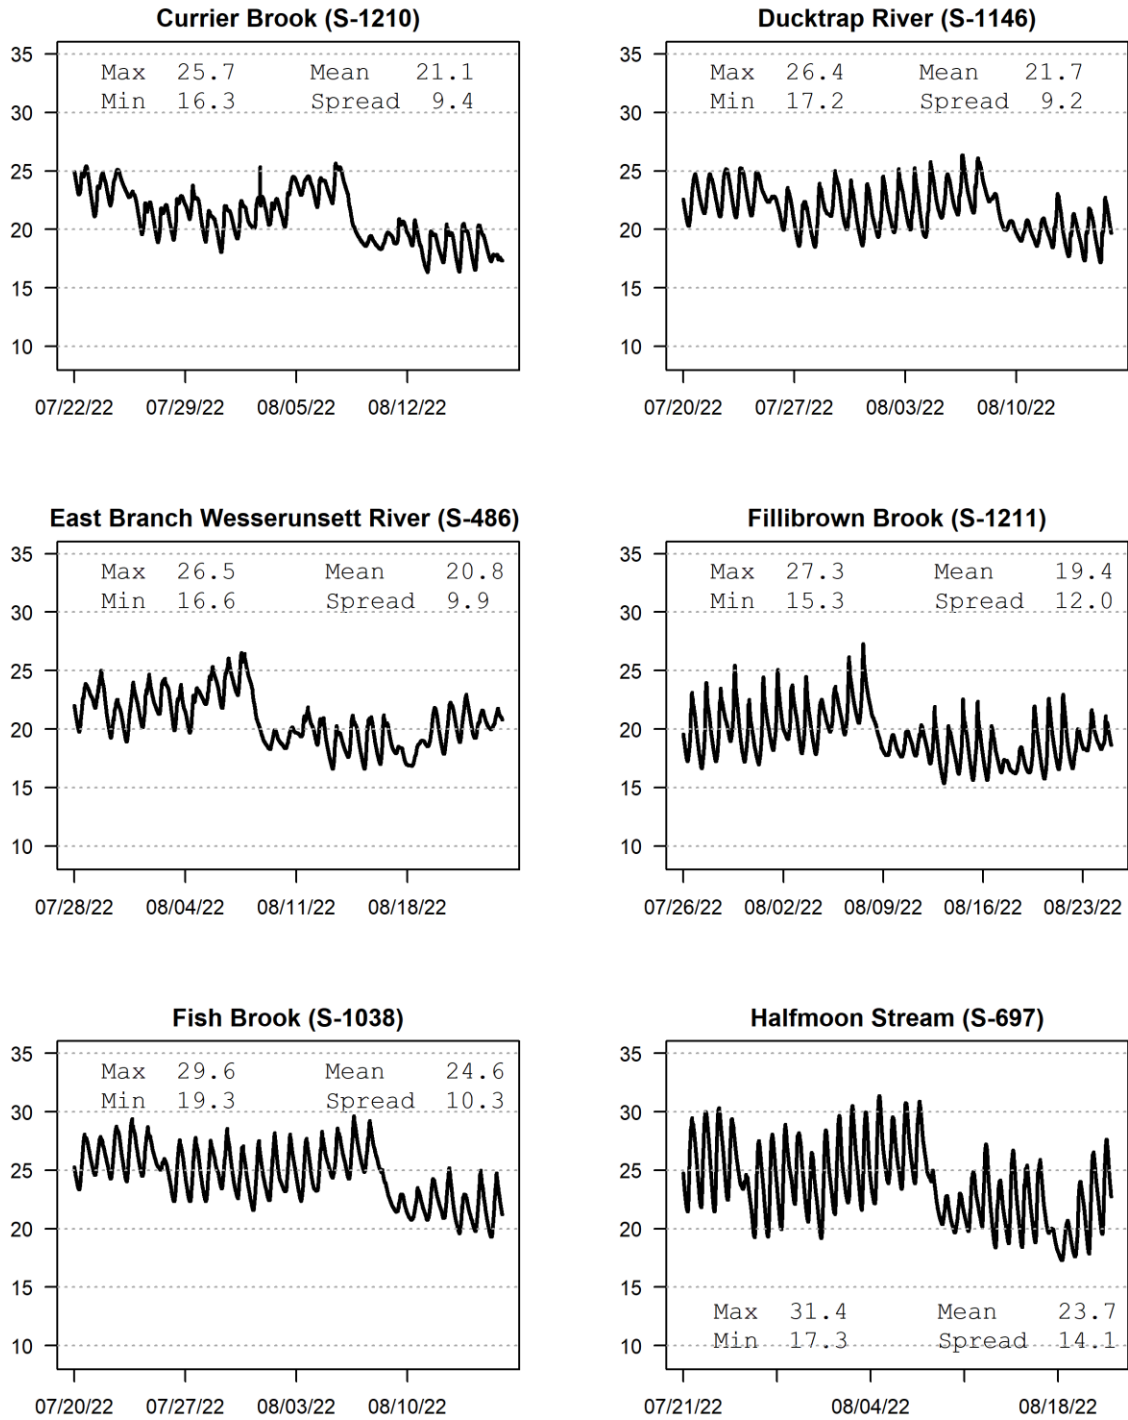 Currier Brook (S-1210)
35
30
25
20
15
10
Max 25.7 Mean 21.1
Min 16.3 Spread 9.4
07/22/22 07/29/22 08/05/22 08/12/22
Ducktrap River (S-1146)
35
30
25
20
15
10
Max 26.4 Mean 21.7
Min 17.2 Spread 9.2
07/20/22 07/27/22 08/03/22 08/10/22
East Branch Wesserunsett River (S-486)
35
30
25
20
15
10
Max 26.5 Mean 20.8
Min 16.6 Spread 9.9
07/28/22 08/04/22 08/11/22 08/18/22
Fillibrown Brook (S-1211)
35
30
25
20
15
10
Max 27.3 Mean 19.4
Min 15.3 Spread 12.0
07/26/22 08/02/22 08/09/22 08/16/22 08/23/22
Fish Brook (S-1038)
35
30
25
20
15
10
Max 29.6 Mean 24.6
Min 19.3 Spread 10.3
07/20/22 07/27/22 08/03/22 08/10/22
Halfmoon Stream (S-697)
35
30
25
20
15
10
Max 31.4 Mean 23.7
Min 17.3 Spread 14.1
07/21/22 08/04/22 08/18/22